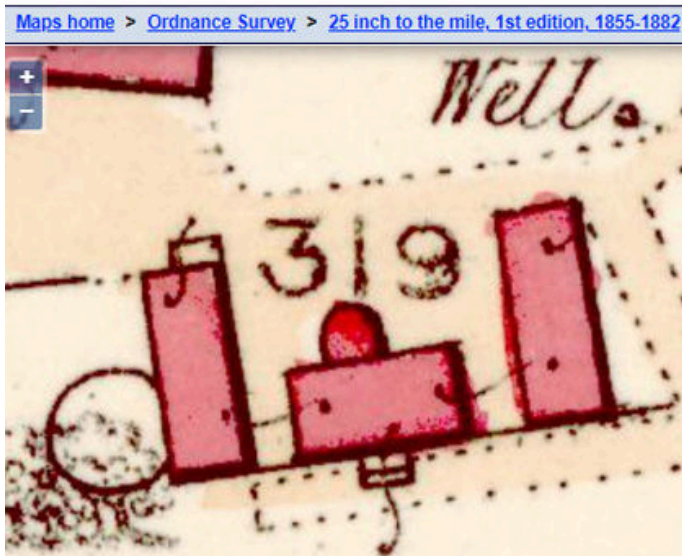 Maps home > Ordnance Survey > 25 inch to the mile, 1st edition, 1855-1882
+
−
Well.
319